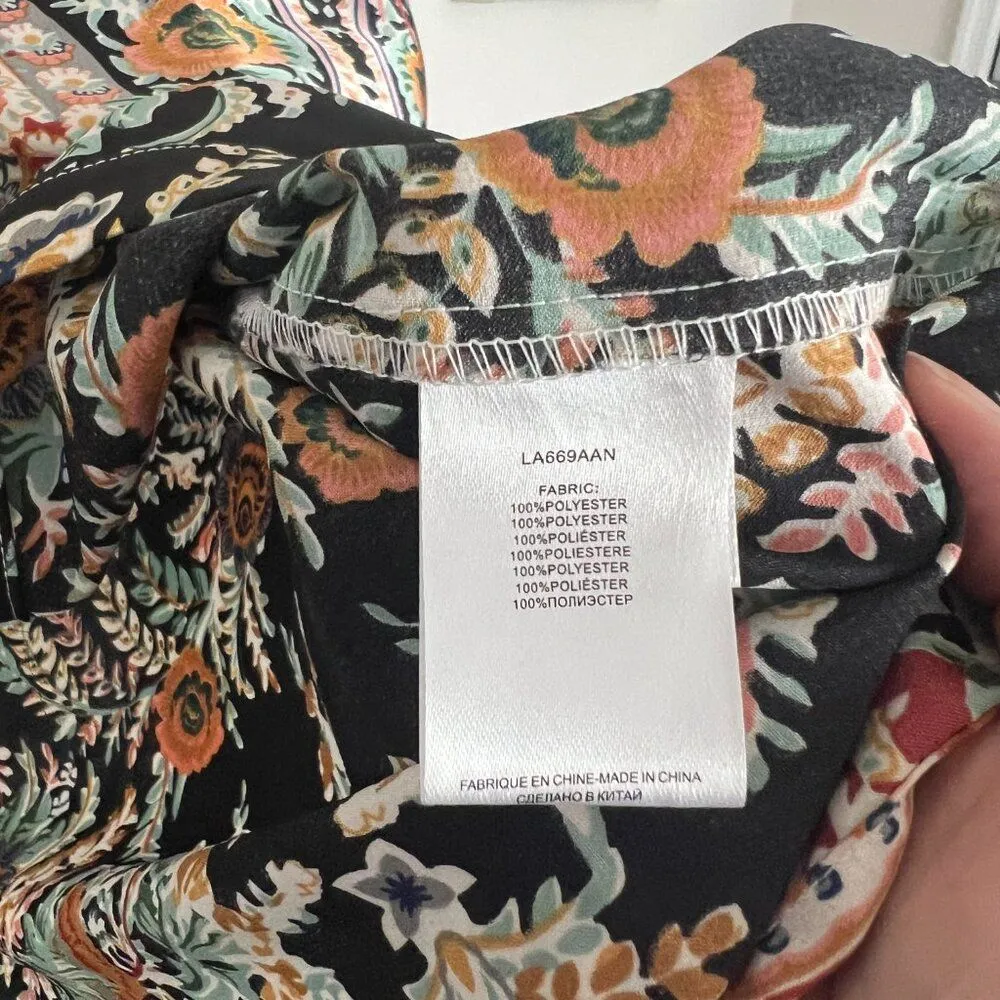 LA669AAN
FABRIC:
100%POLYESTER
100%POLYESTER
100%POLIÉSTER
100%POLIESTERE
100%POLYESTER
100%POLIÉSTER
100%ПОЛИЭСТЕР
FABRIQUE EN CHINE-MADE IN CHINA
СДЕЛАНО В КИТАЙ